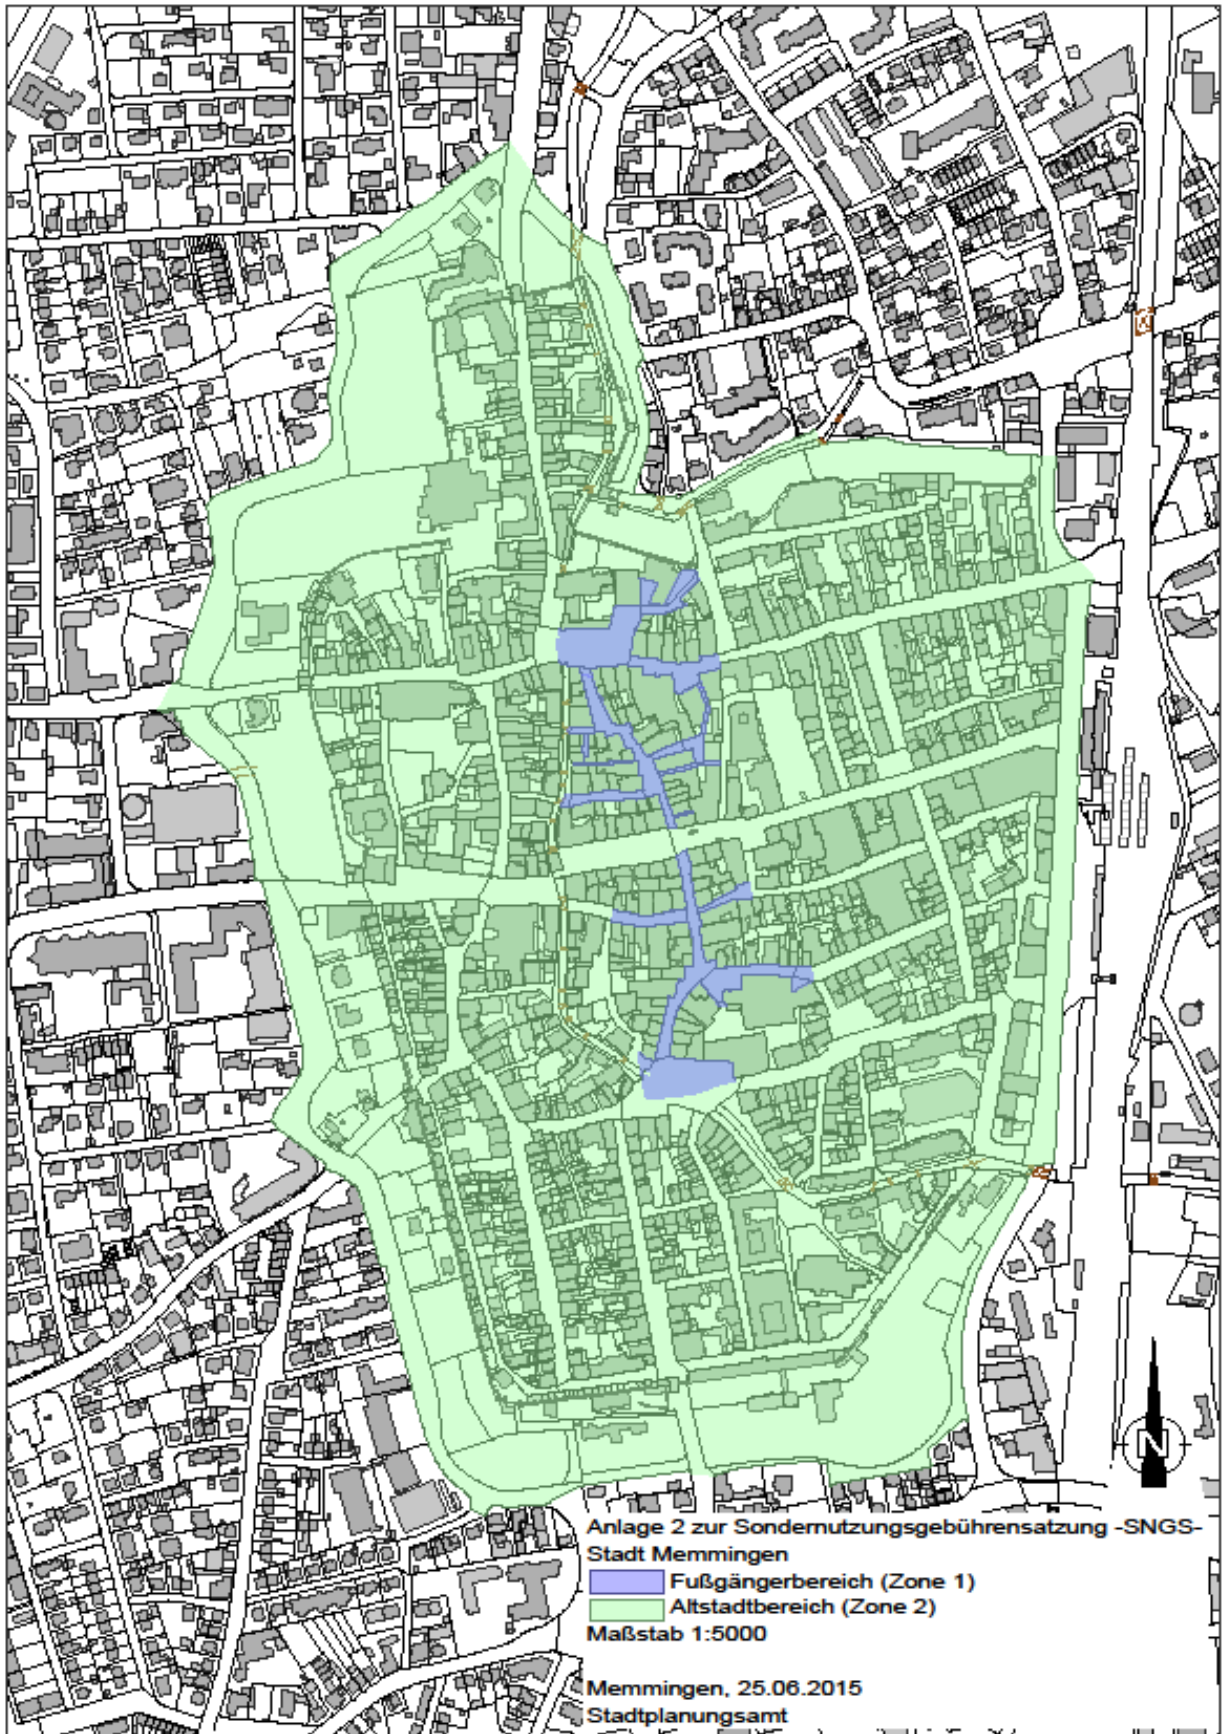 N
Anlage 2 zur Sondernutzungsgebührensatzung -SNGS-
Stadt Memmingen
Fußgängerbereich (Zone 1)
Altstadtbereich (Zone 2)
Maßstab 1:5000
Memmingen, 25.06.2015
Stadtplanungsamt